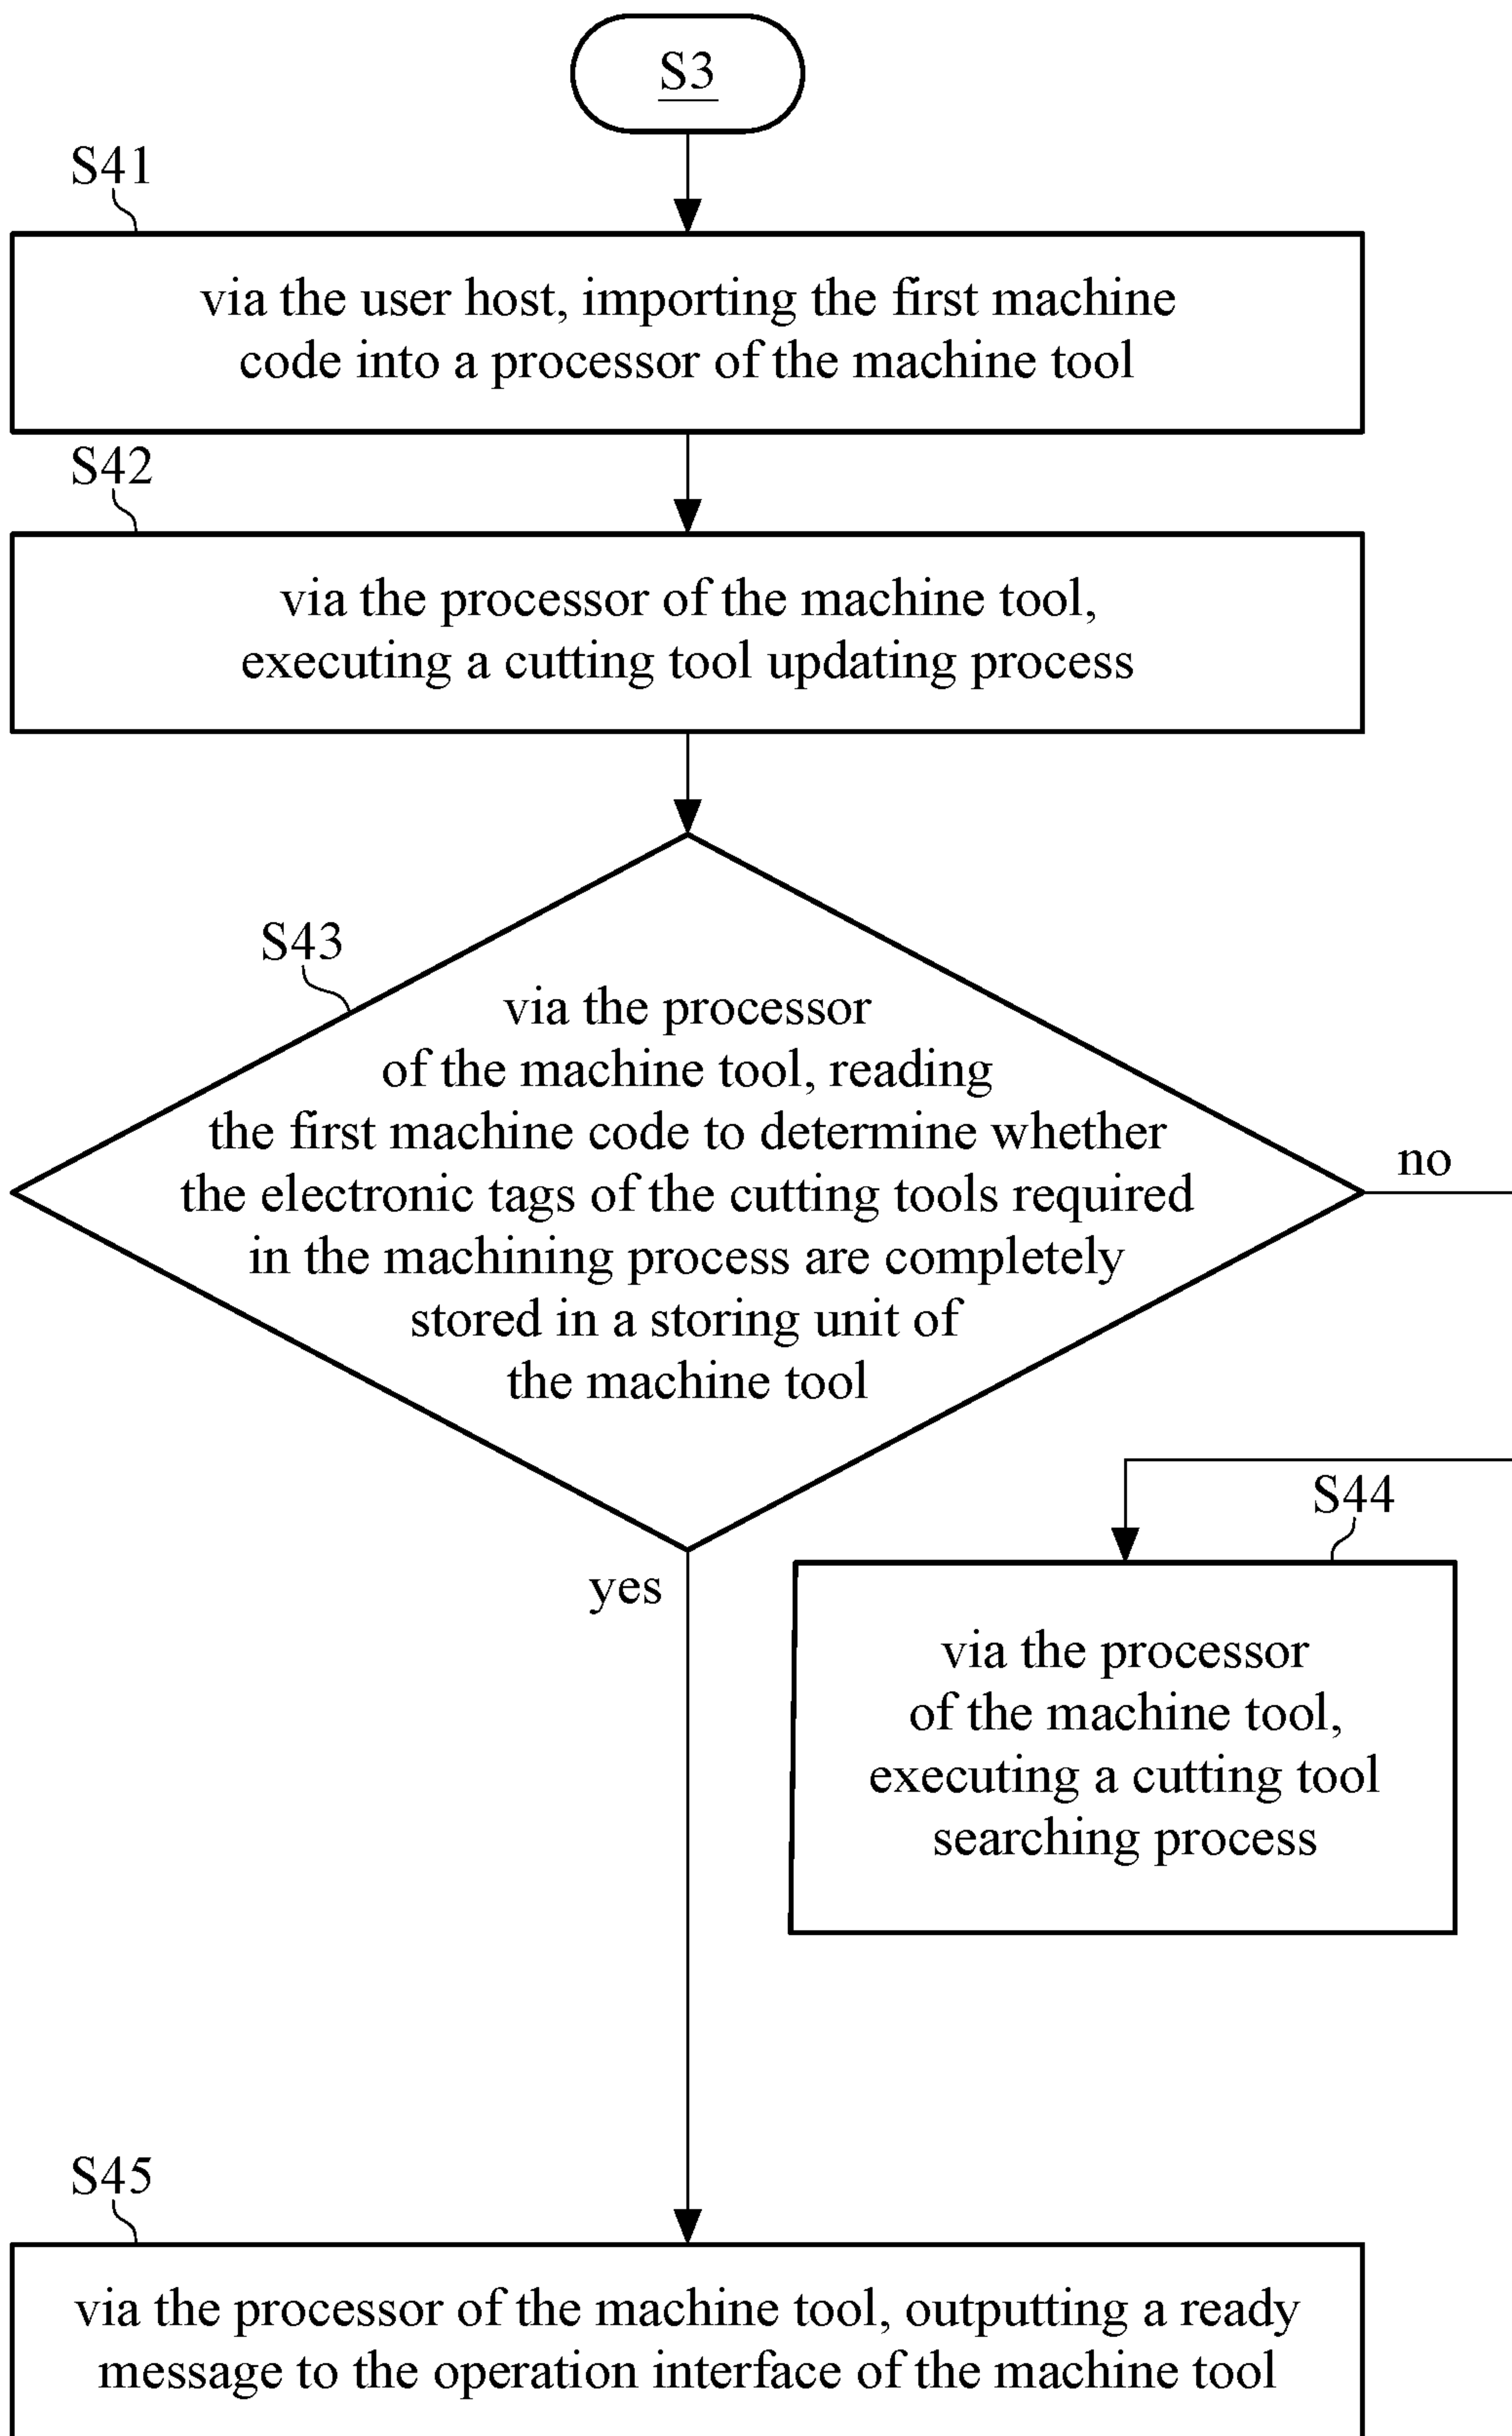 S3
S41
via the user host, importing the first machine
code into a processor of the machine tool
S42
via the processor of the machine tool,
executing a cutting tool updating process
S43
via the processor
of the machine tool, reading
the first machine code to determine whether
the electronic tags of the cutting tools required
in the machining process are completely
stored in a storing unit of
the machine tool
no
yes
S44
via the processor
of the machine tool,
executing a cutting tool
searching process
S45
via the processor of the machine tool, outputting a ready
message to the operation interface of the machine tool